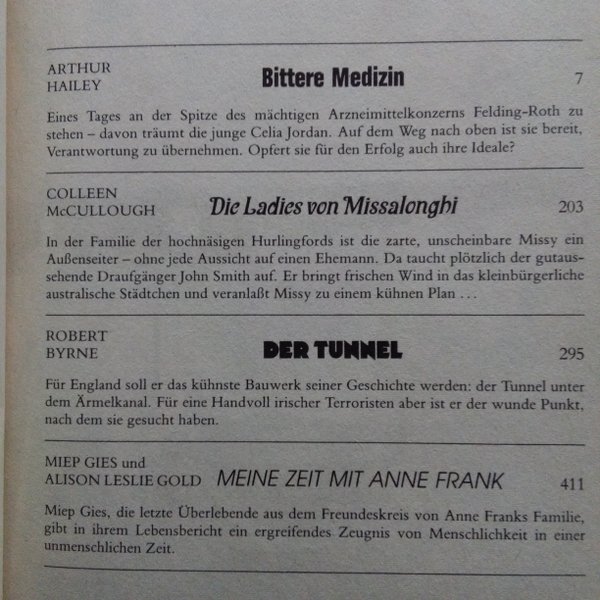 ARTHUR
HAILEY
Bittere Medizin
7
Eines Tages an der Spitze des mächtigen Arzneimittelkonzerns Felding-Roth zu
stehen – davon träumt die junge Celia Jordan. Auf dem Weg nach oben ist sie bereit,
Verantwortung zu übernehmen. Opfert sie für den Erfolg auch ihre Ideale?
COLLEEN
McCULLOUGH
Die Ladies von Missalonghi
203
In der Familie der hochnäsigen Hurlingfords ist die zarte, unscheinbare Missy ein
Außenseiter – ohne jede Aussicht auf einen Ehemann. Da taucht plötzlich der gutaus-
sehende Draufgänger John Smith auf. Er bringt frischen Wind in das kleinbürgerliche
australische Städtchen und veranlaßt Missy zu einem kühnen Plan . . .
ROBERT
BYRNE
DER TUNNEL
295
Für England soll er das kühnste Bauwerk seiner Geschichte werden: der Tunnel unter
dem Ärmelkanal. Für eine Handvoll irischer Terroristen aber ist er der wunde Punkt,
nach dem sie gesucht haben.
MIEP GIES und
ALISON LESLIE GOLD
MEINE ZEIT MIT ANNE FRANK
411
Miep Gies, die letzte Überlebende aus dem Freundeskreis von Anne Franks Familie,
gibt in ihrem Lebensbericht ein ergreifendes Zeugnis von Menschlichkeit in einer
unmenschlichen Zeit.